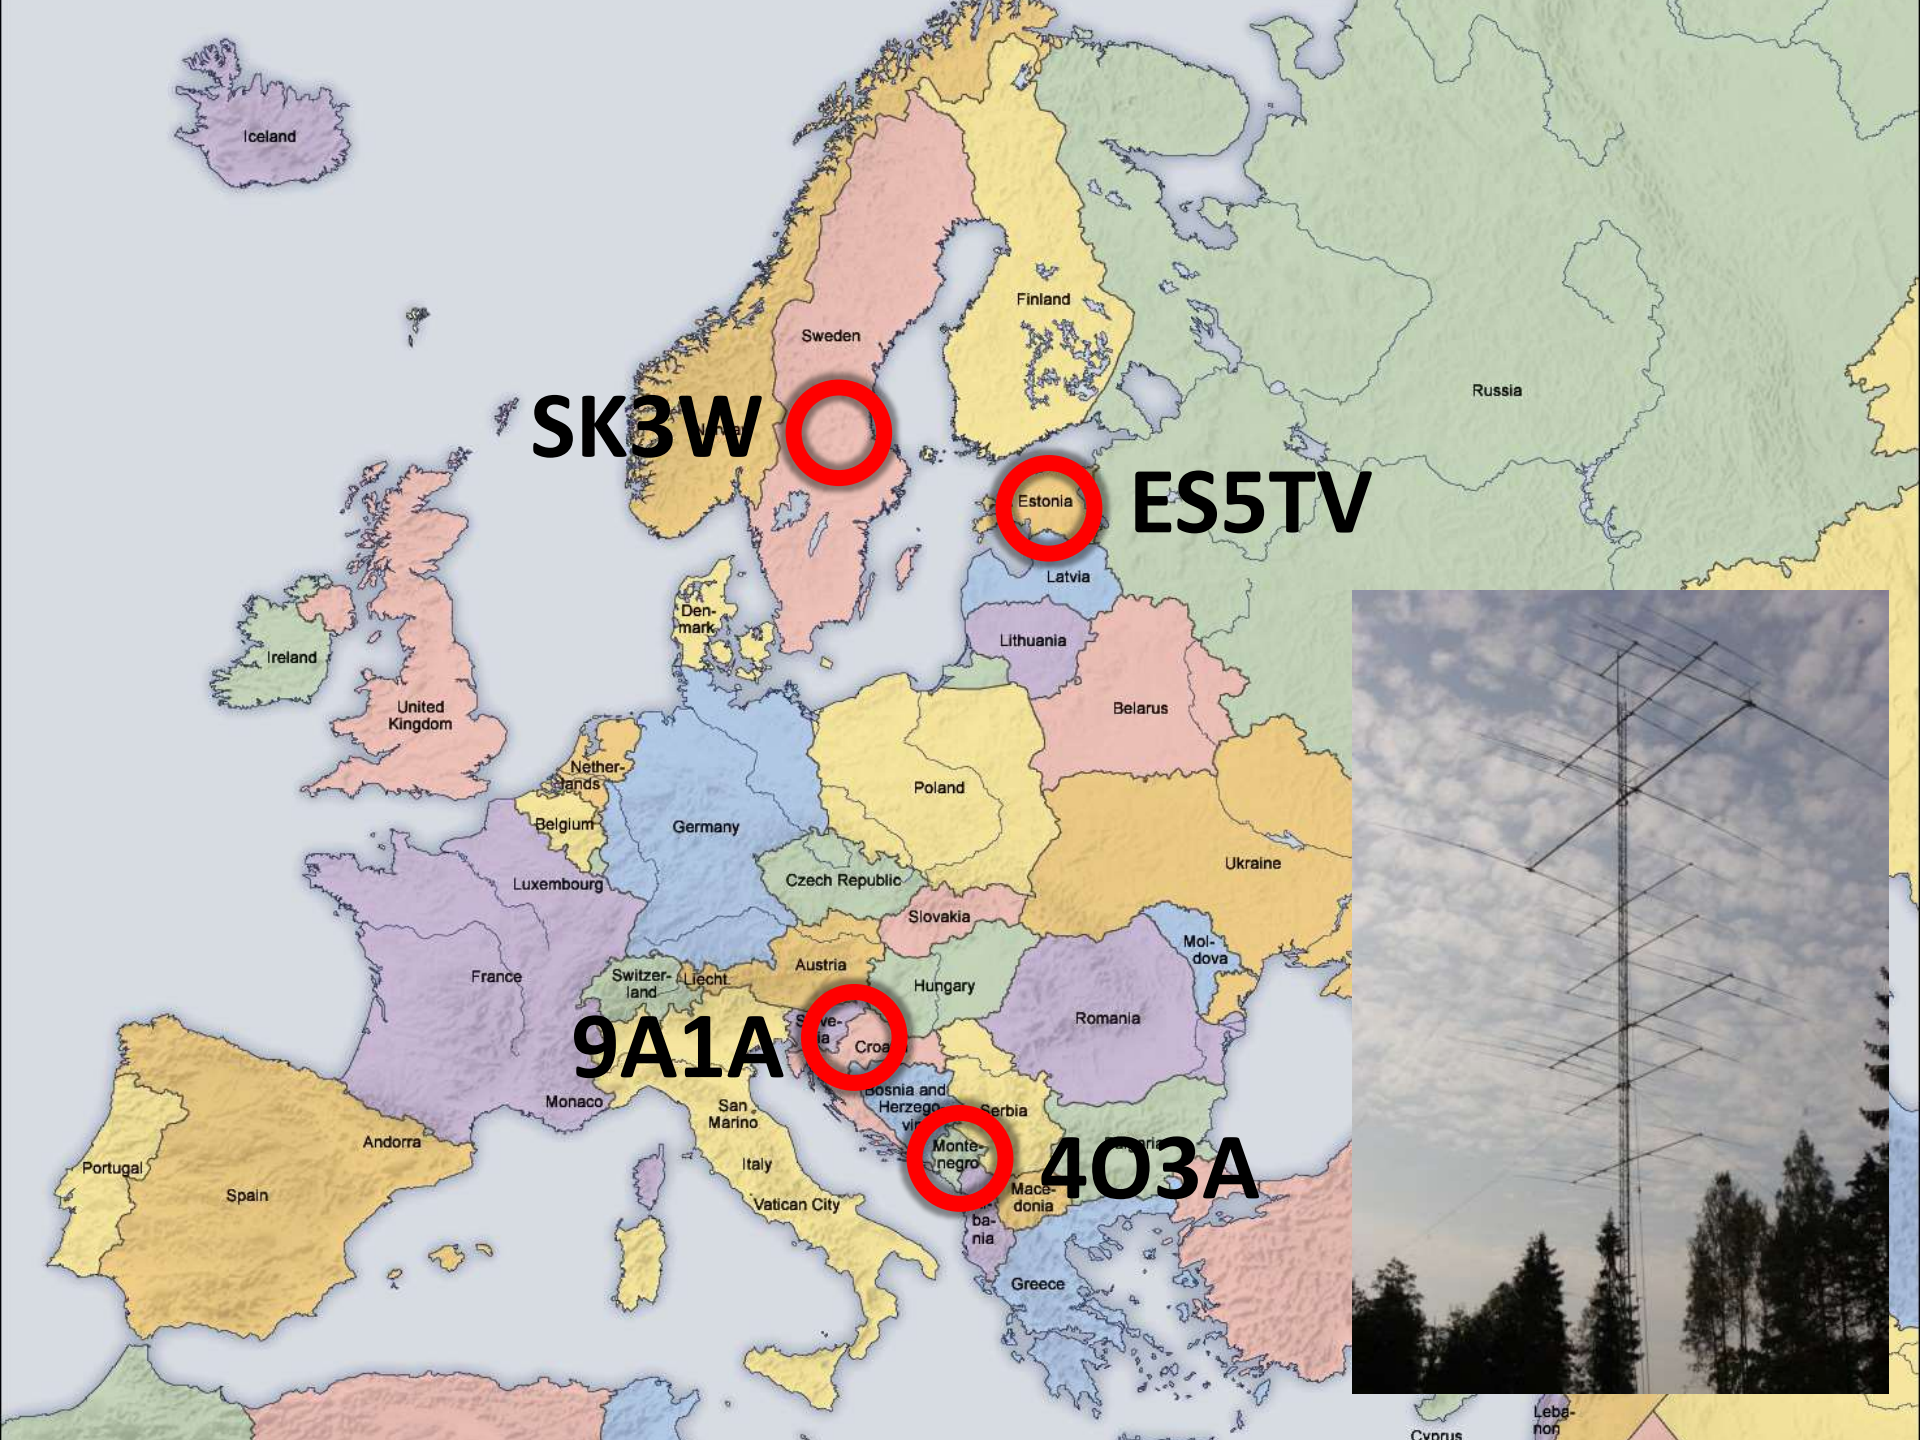 Iceland
Finland
Sweden
Russia
SK3W
Norway
ES5TV
Estonia
Latvia
Den-
mark
Lithuania
Ireland
United
Kingdom
Belarus
Nether-
lands
Poland
Belgium
Germany
Ukraine
Luxembourg
Czech Republic
Slovakia
Mol-
dova
Austria
France
Switzer-
land
Liecht.
Hungary
Romania
9A1A
Croa
Bosnia and
Herzego
Monaco
San
Marino
Serbia
Andorra
Monte-
negro
4O3A
Portugal
Spain
Italy
Vatican City
Mace-
donia
ba-
nia
Greece
Leba-
non
Cyprus